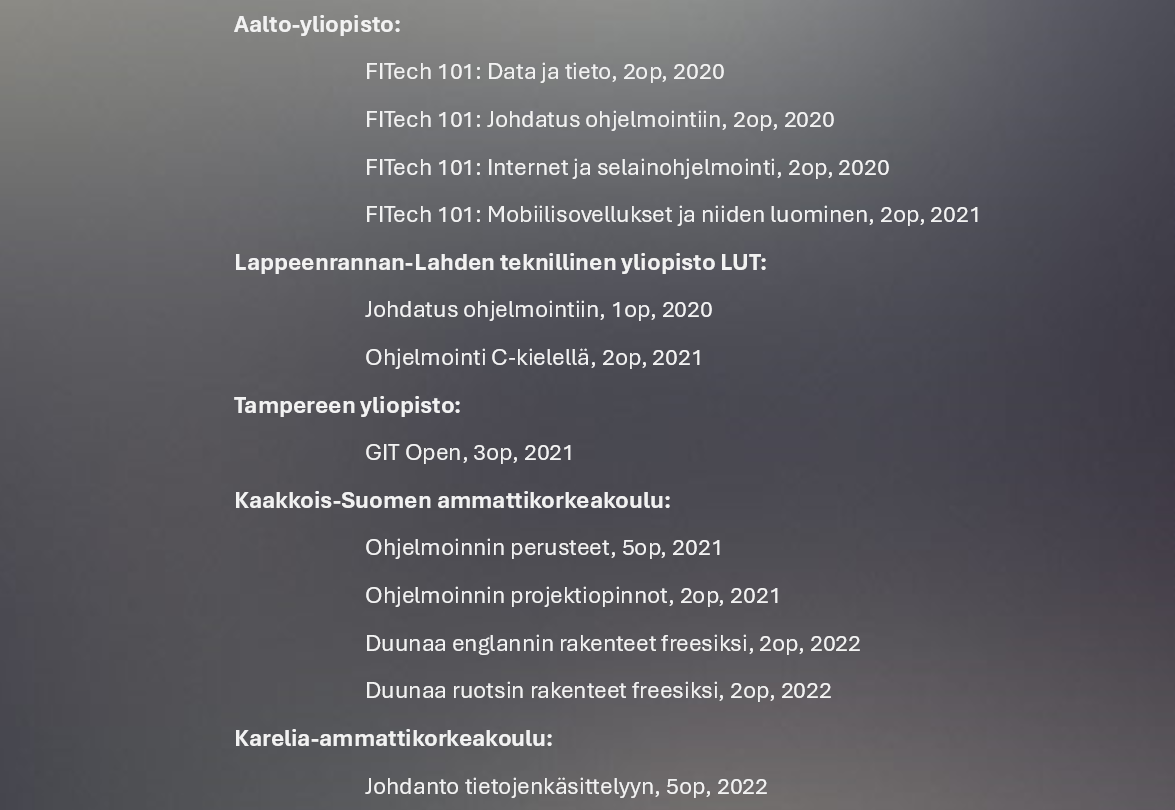 Aalto-yliopisto:
FITech 101: Data ja tieto, 2op, 2020
FITech 101: Johdatus ohjelmointiin, 2op, 2020
FITech 101: Internet ja selainohjelmointi, 2op, 2020
FITech 101: Mobiilisovellukset ja niiden luominen, 2op, 2021
Lappeenrannan-Lahden teknillinen yliopisto LUT:
Johdatus ohjelmointiin, 1op, 2020
Ohjelmointi C-kielellä, 2op, 2021
Tampereen yliopisto:
GIT Open, 3op, 2021
Kaakkois-Suomen ammattikorkeakoulu:
Ohjelmoinnin perusteet, 5op, 2021
Ohjelmoinnin projektiopinnot, 2op, 2021
Duunaa englannin rakenteet freesiksi, 2op, 2022
Duunaa ruotsin rakenteet freesiksi, 2op, 2022
Karelia-ammattikorkeakoulu:
Johdanto tietojenkäsittelyyn, 5op, 2022